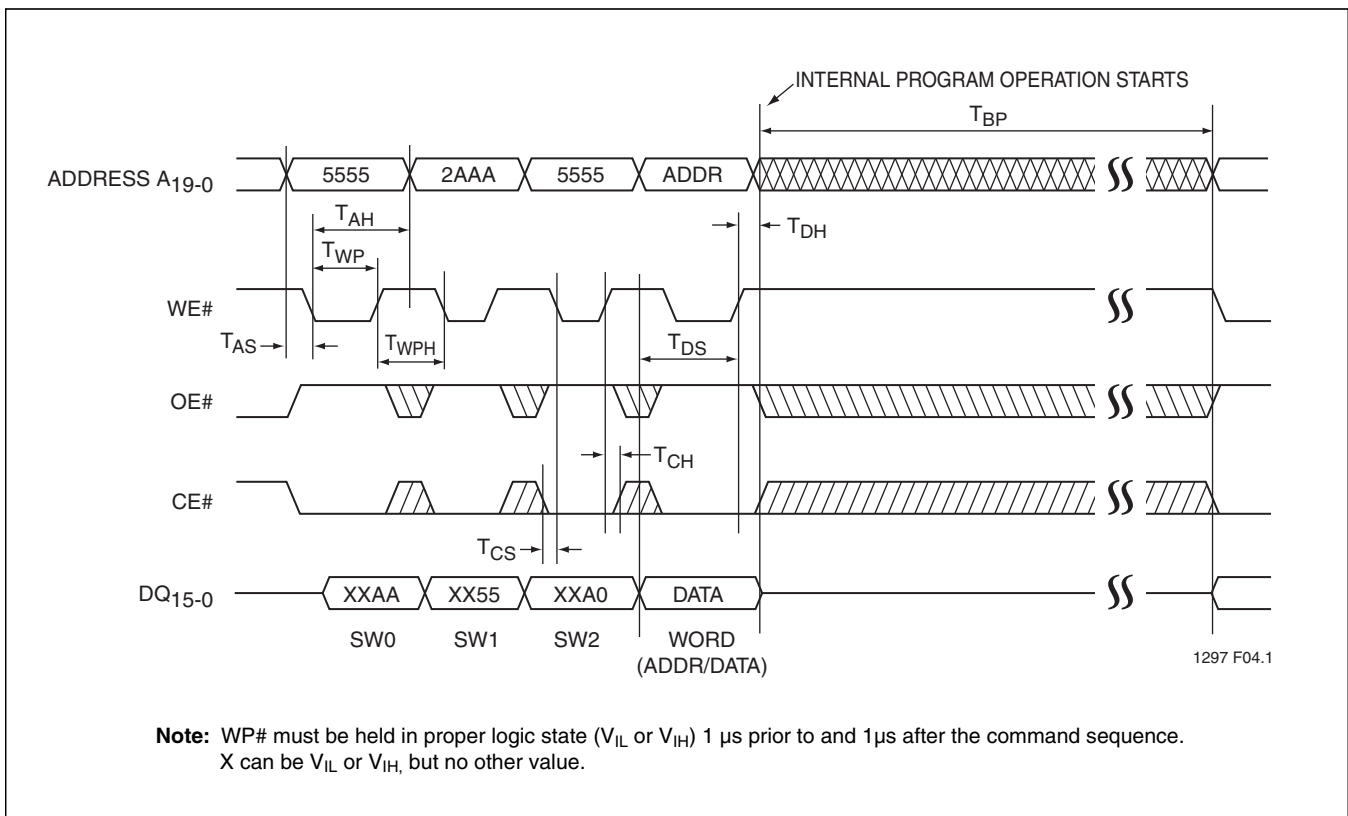 INTERNAL PROGRAM OPERATION STARTS
TBP
ADDRESS A19-0
5555
2AAA
5555
ADDR
TAH
TDH
TWP
WE#
TAS
TWPH
TDS
OE#
TCH
CE#
TCS
DQ15-0
XXAA
XX55
XXA0
DATA
SW0
SW1
SW2
WORD
(ADDR/DATA)
1297 F04.1
Note: WP# must be held in proper logic state (VIL or VIH) 1 µs prior to and 1µs after the command sequence.
X can be VIL or VIH, but no other value.